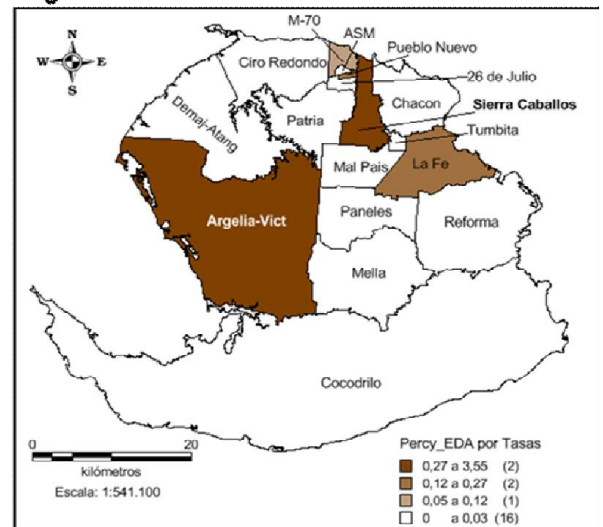 M-70
ASM
N
W E
S
Ciro Redondo
Pueblo Nuevo
26 de Julio
Demaj-Atang
Patria
Chacon
Sierra Caballos
Tumbita
Mal Pais
La Fe
Argelia-Vict
Paneles
Reforma
Mella
Cocodrilo
0 20
kilómetros
Escala: 1:541.100
Percy_EDA por Tasas
0,27 a 3,55 (2)
0,12 a 0,27 (2)
0,05 a 0,12 (1)
0 a 0,03 (16)